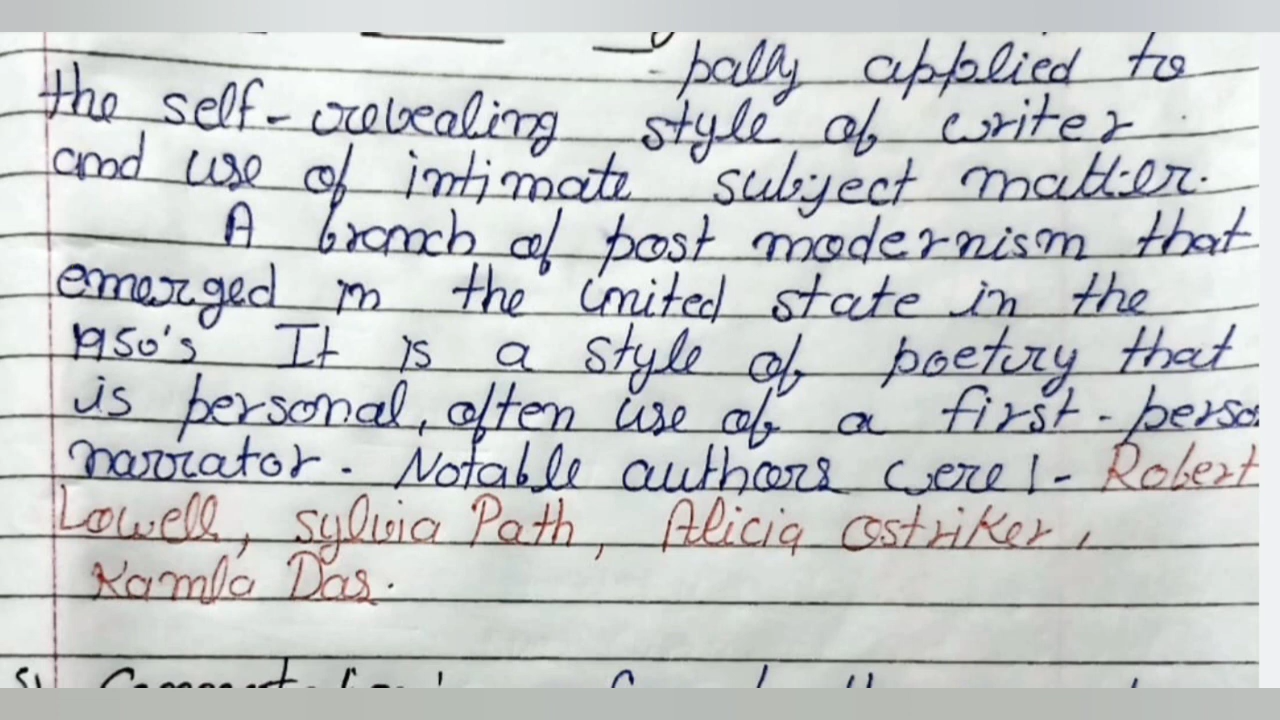 pally applied to
the self-revealing style of writer
and use of intimate subject matter.
A branch of post modernism that
emerged in the united state in the
1950's It is a style of poetry that
is personal, often use of a first-perso
narrator. Notable authors were :- Robert
Lowell, sylvia Path, Alicia ostriker,
Kamla Das.